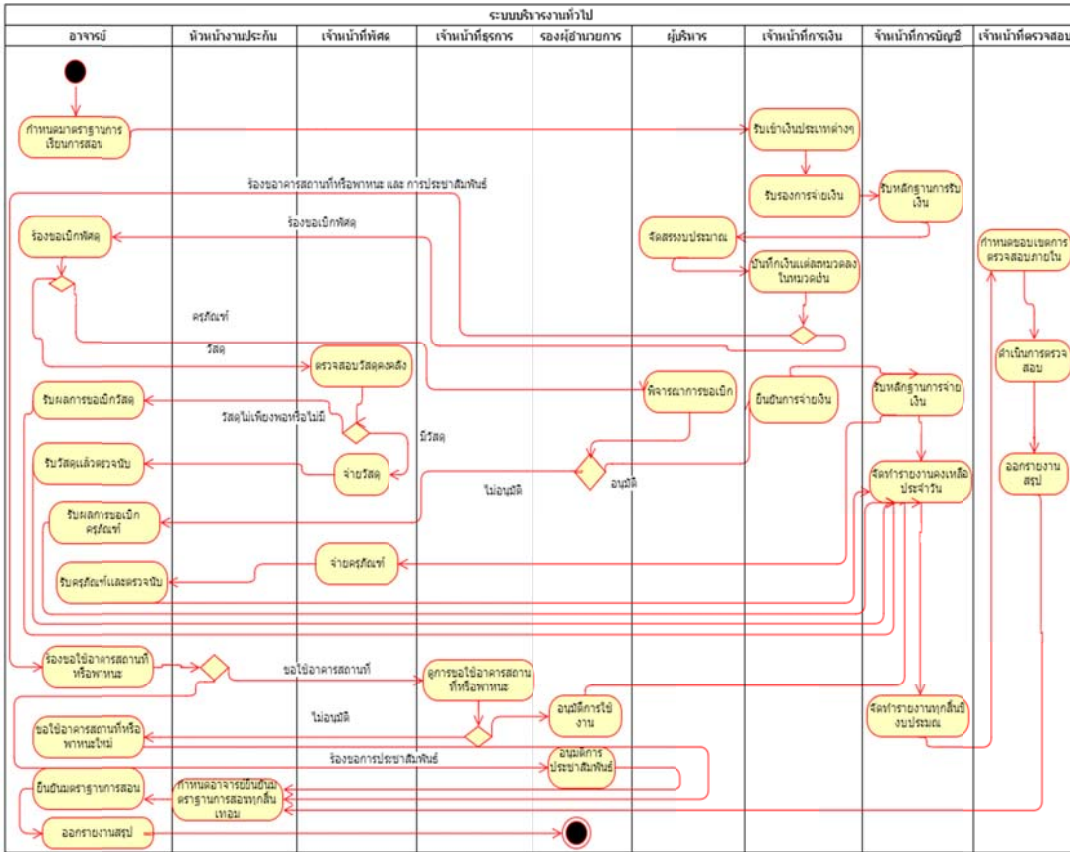 ระบบบริหารงานทั่วไป
อาจารย์
หัวหน้างานประกัน
เจ้าหน้าที่พัสดุ
เจ้าหน้าที่ธุรการ
รองผู้อำนวยการ
ผู้บริหาร
เจ้าหน้าที่การเงิน
จ้าหน้าที่การบัญชี
เจ้าหน้าที่ตรวจสอบ
กำหนดมาตราฐานการ
เรียนการสอน
รับเข้าเงินประเภทต่างๆ
ร้องขออาคารสถานที่หรือพาหนะ และ การประชาสัมพันธ์
รับรองการจ่ายเงิน
รับหลักฐานการรับ
เงิน
ร้องขอเบิกพัสดุ
ร้องขอเบิกพัสดุ
จัดสรรงบประมาณ
กำหนดขอบเขตการ
ตรวจสอบภายใน
บันทึกเงินแต่ละหมวดลง
ในหมวดเงิน
ครุภัณฑ์
วัสดุ
ตรวจสอบวัสดุคงคลัง
ดำเนินการตรวจ
สอบ
รับผลการขอเบิกวัสดุ
พิจารณาการขอเบิก
ยืนยันการจ่ายเงิน
รับหลักฐานการจ่าย
เงิน
วัสดุไม่เพียงพอหรือไม่มี
มีวัสดุ
รับวัสดุแล้วตรวจนับ
จ่ายวัสดุ
ไม่อนุมัติ
อนุมัติ
จัดทำรายงานคงเหลือ
ประจำวัน
ออกรายงาน
สรุป
รับผลการขอเบิก
ครุภัณฑ์
จ่ายครุภัณฑ์
รับครุภัณฑ์และตรวจนับ
ร้องขอใช้อาคารสถานที่
หรือพาหนะ
ขอใช้อาคารสถานที่
ดูการขอใช้อาคารสถาน
ที่หรือพาหนะ
ไม่อนุมัติ
อนุมัติการใช้
งาน
จัดทำรายงานทุกสิ้นปี
งบประมณ
ขอใช้อาคารสถานที่หรือ
พาหนะใหม่
ร้องขอการประชาสัมพันธ์
อนุมติการ
ประชาสัมพันธ์
ยืนยันมตราฐานการสอน
กำหนดอาจารย์ยืนยันม
ตราฐานการสอนทุกสิ้น
เทอม
ออกรายงานสรุป